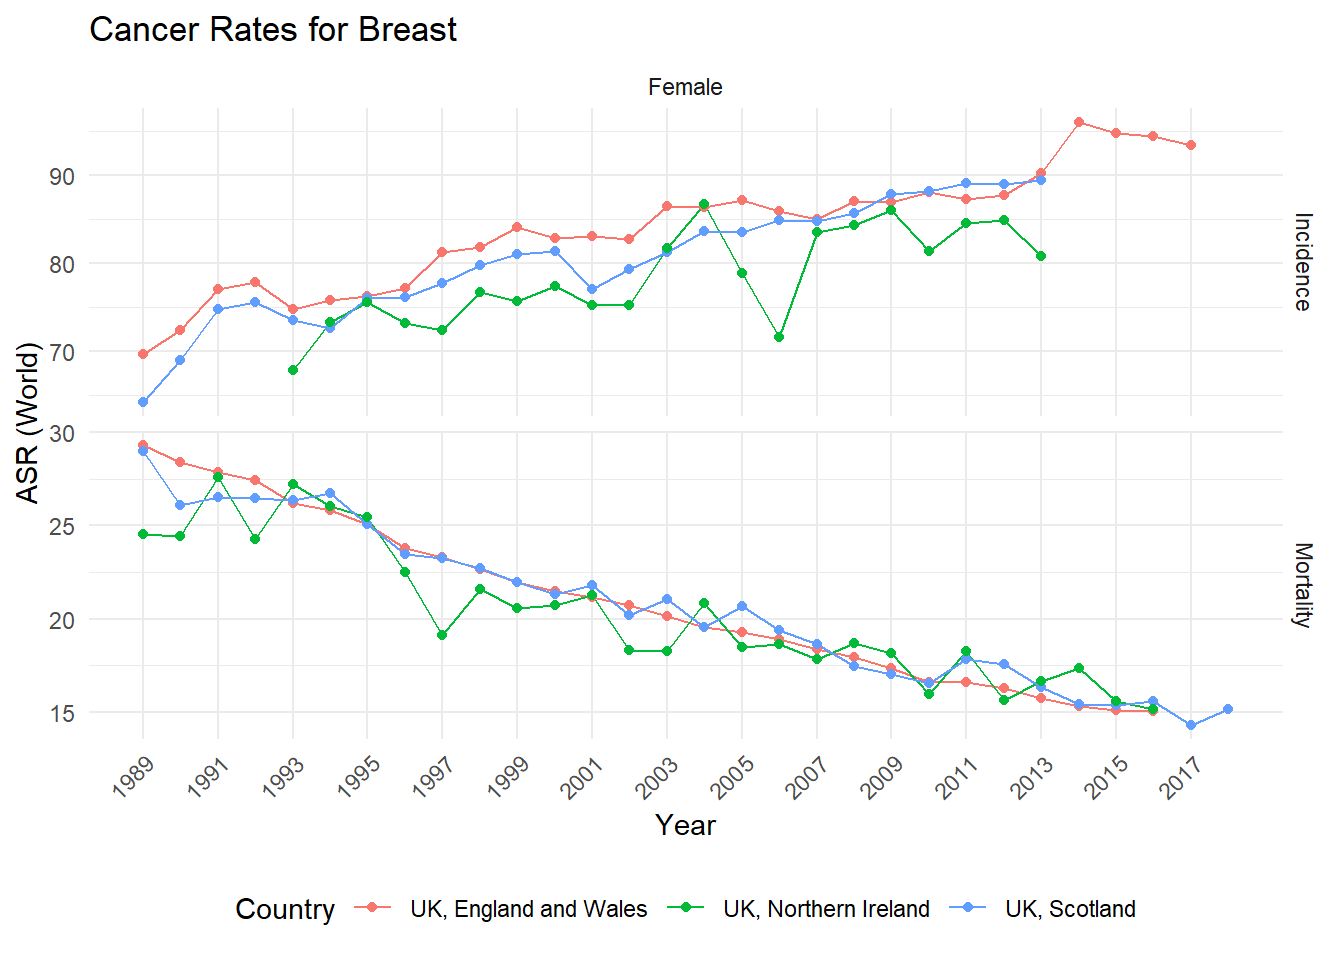 Cancer Rates for Breast
Female
90
80
70
Incidence
ASR (World)
30
25
20
15
Mortality
1989
1991
1993
1995
1997
1999
2001
2003
2005
2007
2009
2011
2013
2015
2017
Year
Country
UK, England and Wales
UK, Northern Ireland
UK, Scotland